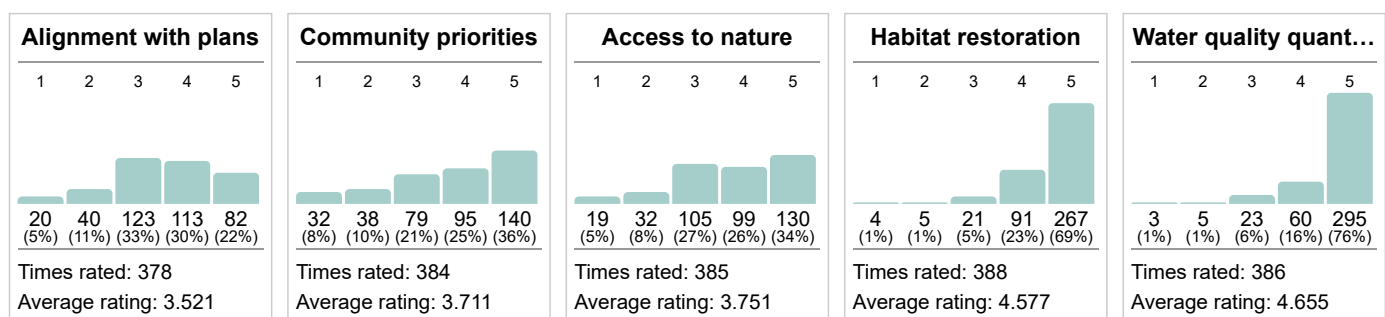 Alignment with plans
1 2 3 4 5
20 40 123 113 82
(5%) (11%) (33%) (30%) (22%)
Times rated: 378
Average rating: 3.521
Community priorities
1 2 3 4 5
32 38 79 95 140
(8%) (10%) (21%) (25%) (36%)
Times rated: 384
Average rating: 3.711
Access to nature
1 2 3 4 5
19 32 105 99 130
(5%) (8%) (27%) (26%) (34%)
Times rated: 385
Average rating: 3.751
Habitat restoration
1 2 3 4 5
4 5 21 91 267
(1%) (1%) (5%) (23%) (69%)
Times rated: 388
Average rating: 4.577
Water quality quant…
1 2 3 4 5
3 5 23 60 295
(1%) (1%) (6%) (16%) (76%)
Times rated: 386
Average rating: 4.655